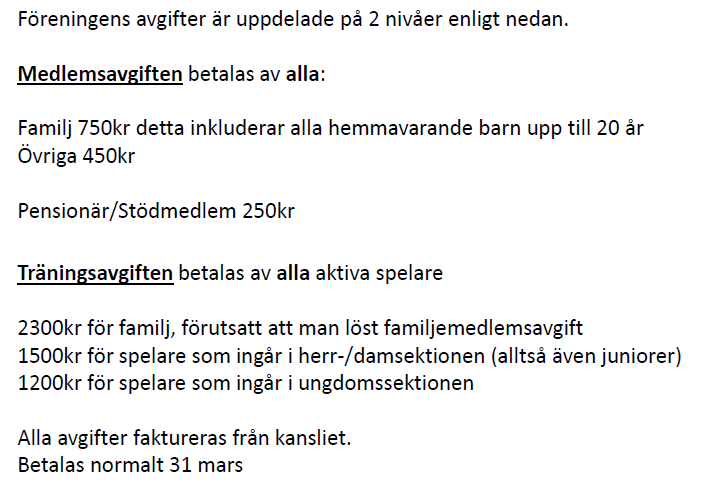 Föreningens avgifter är uppdelade på 2 nivåer enligt nedan.
Medlemsavgiften betalas av alla:
Familj 750kr detta inkluderar alla hemmavarande barn upp till 20 år
Övriga 450kr
Pensionär/Stödmedlem 250kr
Träningsavgiften betalas av alla aktiva spelare
2300kr för familj, förutsatt att man löst familjemedlemsavgift
1500kr för spelare som ingår i herr-/damsektionen (alltså även juniorer)
1200kr för spelare som ingår i ungdomssektionen
Alla avgifter faktureras från kansliet.
Betalas normalt 31 mars